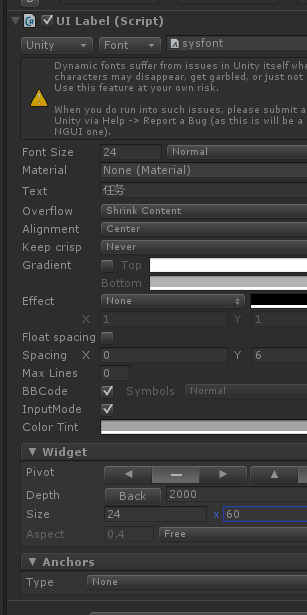 UI Label (Script)
Unity Font sysfont
Dynamic fonts suffer from issues in Unity itself whe
characters may disappear, get garbled, or just not
Use this feature at your own risk.
When you do run into such issues, please submit a
Unity via Help -> Report a Bug (as this is will be a
NGUI one).
Font Size 24 Normal
Material None (Material)
Text 任务
Overflow Shrink Content
Alignment Center
Keep crisp Never
Gradient Top
Bottom
Effect None
X 1 Y 1
Float spacing
Spacing X 0 Y 6
Max Lines 0
BBCode Symbols Normal
InputMode
Color Tint
Widget
Pivot
Depth Back 2000
Size 24 x 60
Aspect 0.4 Free
Anchors
Type None